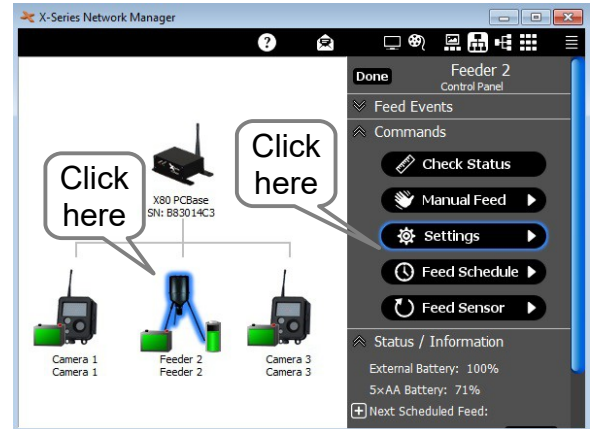 X-Series Network Manager
?
Done
Feeder 2
Control Panel
Feed Events
Commands
Check Status
Manual Feed
Settings
Feed Schedule
Feed Sensor
Status / Information
External Battery: 100%
5×AA Battery: 71%
Next Scheduled Feed:
Click
here
Click
here
X80 PCBase
SN: B83014C3
Camera 1
Camera 1
Feeder 2
Feeder 2
Camera 3
Camera 3